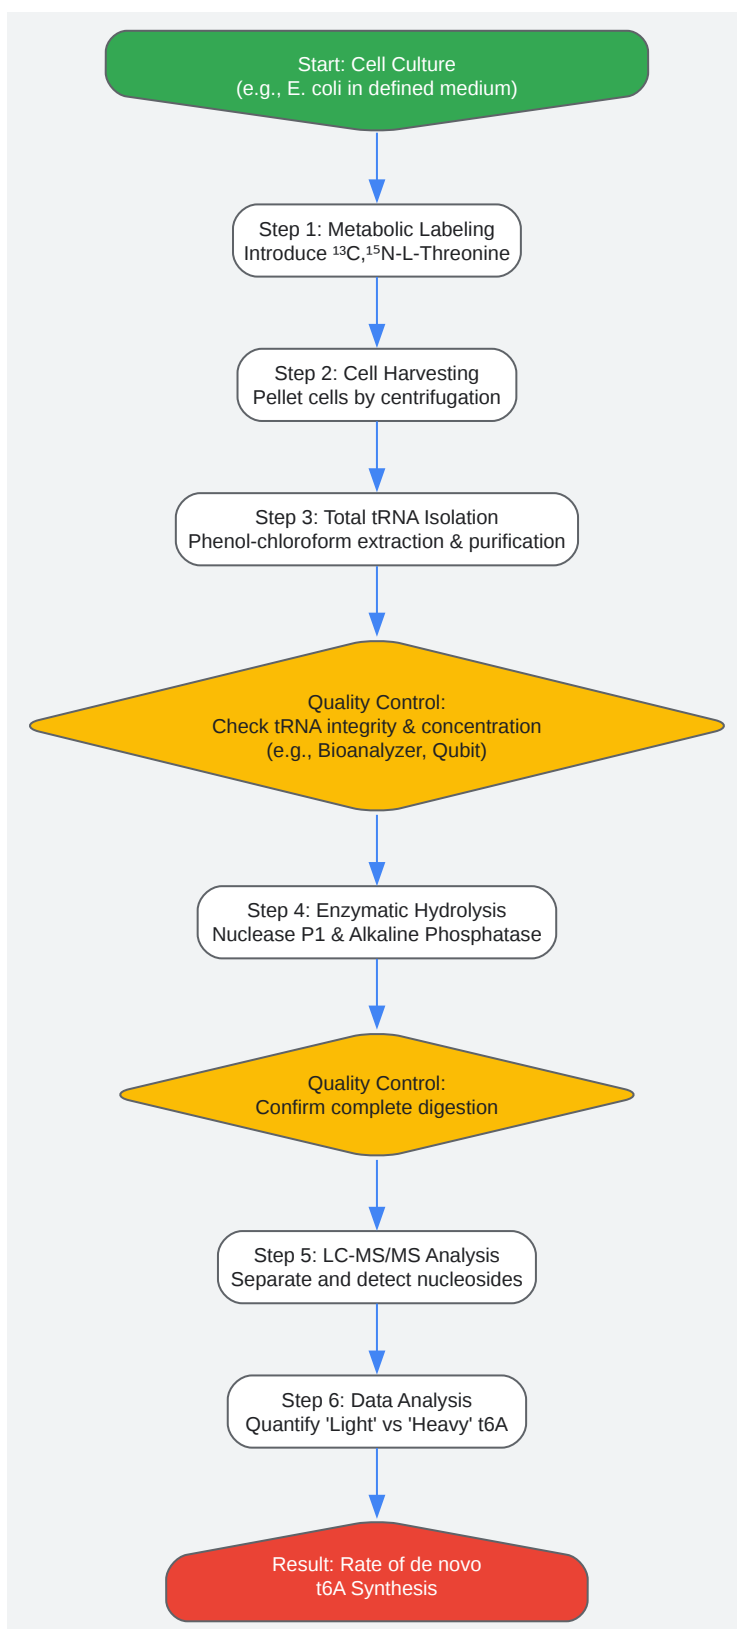 Start: Cell Culture
(e.g., E. coli in defined medium)
Step 1: Metabolic Labeling
Introduce ¹³C,¹⁵N-L-Threonine
Step 2: Cell Harvesting
Pellet cells by centrifugation
Step 3: Total tRNA Isolation
Phenol-chloroform extraction & purification
Quality Control:
Check tRNA integrity & concentration
(e.g., Bioanalyzer, Qubit)
Step 4: Enzymatic Hydrolysis
Nuclease P1 & Alkaline Phosphatase
Quality Control:
Confirm complete digestion
Step 5: LC-MS/MS Analysis
Separate and detect nucleosides
Step 6: Data Analysis
Quantify 'Light' vs 'Heavy' t6A
Result: Rate of de novo
t6A Synthesis